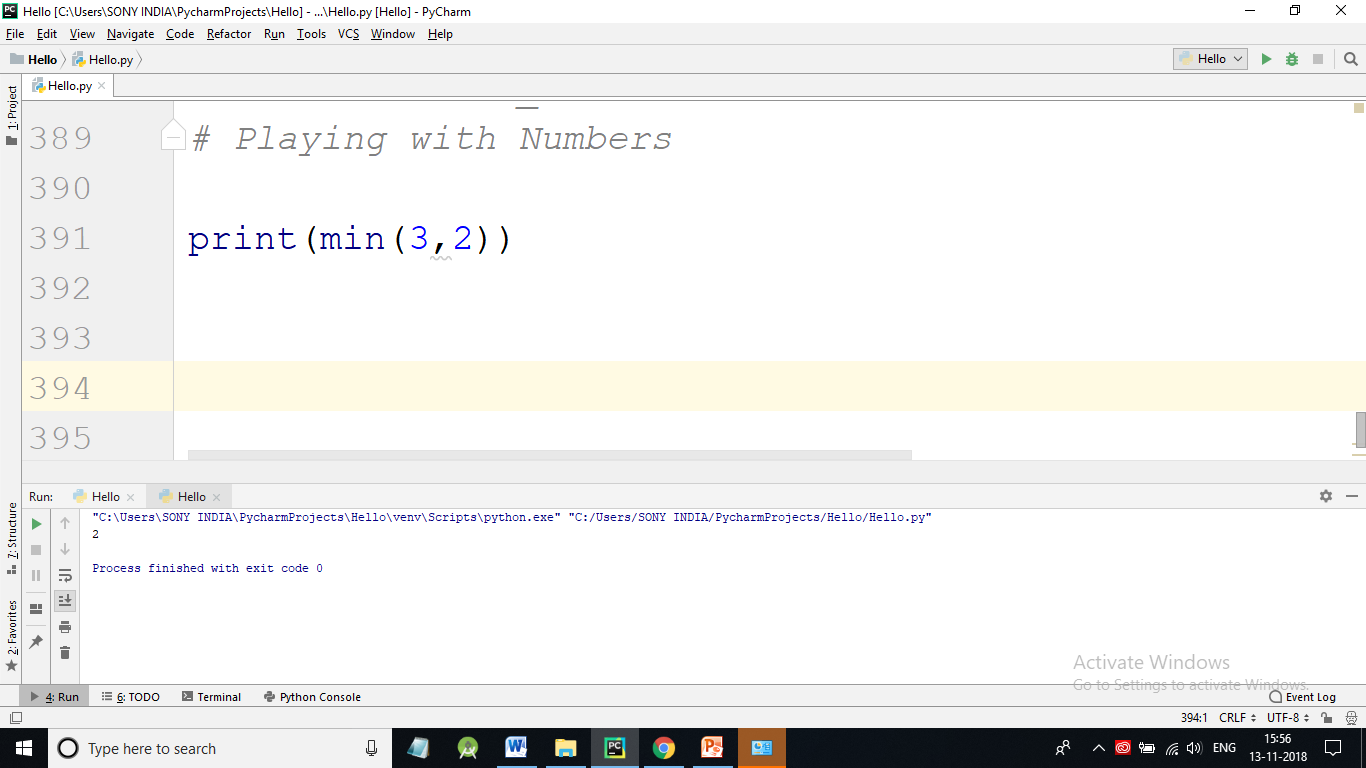 Hello [C:\Users\SONY INDIA\PycharmProjects\Hello] - ...\Hello.py [Hello] - PyCharm
File Edit View Navigate Code Refactor Run Tools VCS Window Help
Hello Hello.py Hello
Hello.py
1: Project
389 # Playing with Numbers
390
391 print(min(3,2))
392
393
394
395
Run: Hello Hello
"C:\Users\SONY INDIA\PycharmProjects\Hello\venv\Scripts\python.exe" "C:/Users/SONY INDIA/PycharmProjects/Hello/Hello.py"
2
Process finished with exit code 0
7: Structure
2: Favorites
Activate Windows
Go to Settings to activate Windows.
4: Run 6: TODO Terminal Python Console Event Log
394:1 CRLF UTF-8
Type here to search ENG 15:56
13-11-2018